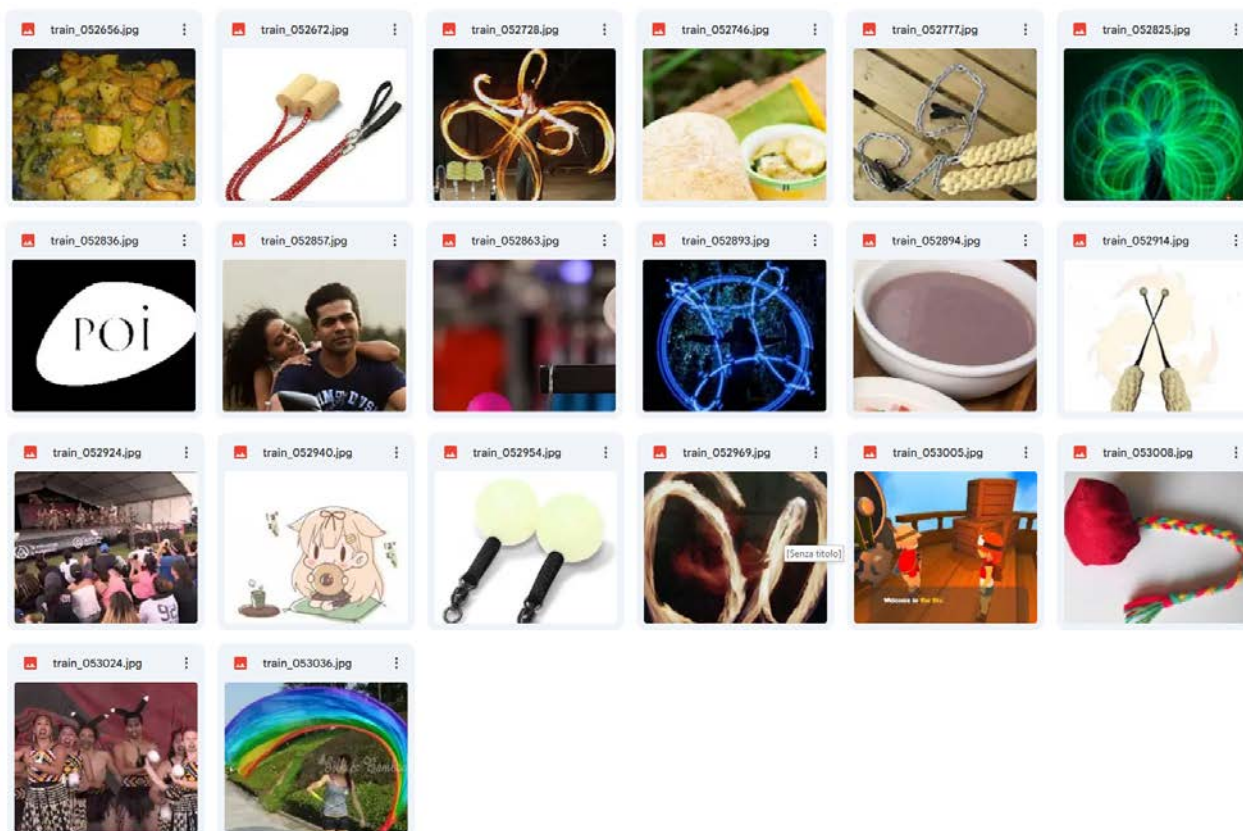 train_052656.jpg
train_052672.jpg
train_052728.jpg
train_052746.jpg
train_052777.jpg
train_052825.jpg
train_052836.jpg
train_052857.jpg
train_052863.jpg
train_052893.jpg
train_052894.jpg
train_052914.jpg
POI
train_052924.jpg
train_052940.jpg
train_052954.jpg
train_052969.jpg
train_053005.jpg
train_053008.jpg
[Senza titolo]
Welcome to the
92
train_053024.jpg
train_053036.jpg